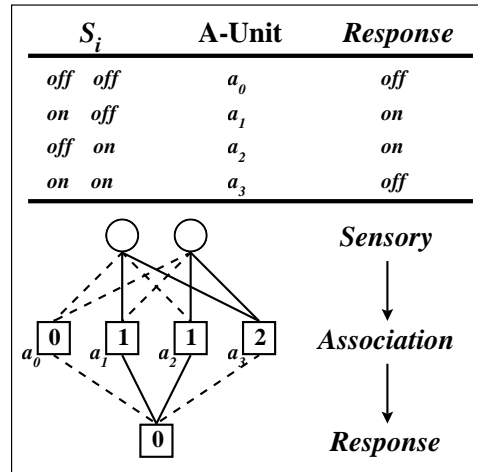 S_i A-Unit Response
off off a_0 off
on off a_1 on
off on a_2 on
on on a_3 off
Sensory
a_0 0 a_1 1 a_2 1 a_3 2 Association
0 Response